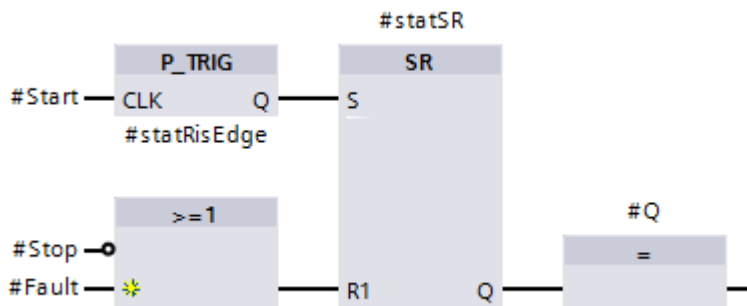 #statSR
P_TRIG
SR
#Start
CLK
Q
S
#statRisEdge
>=1
#Q
#Stop
=
#Fault
R1
Q